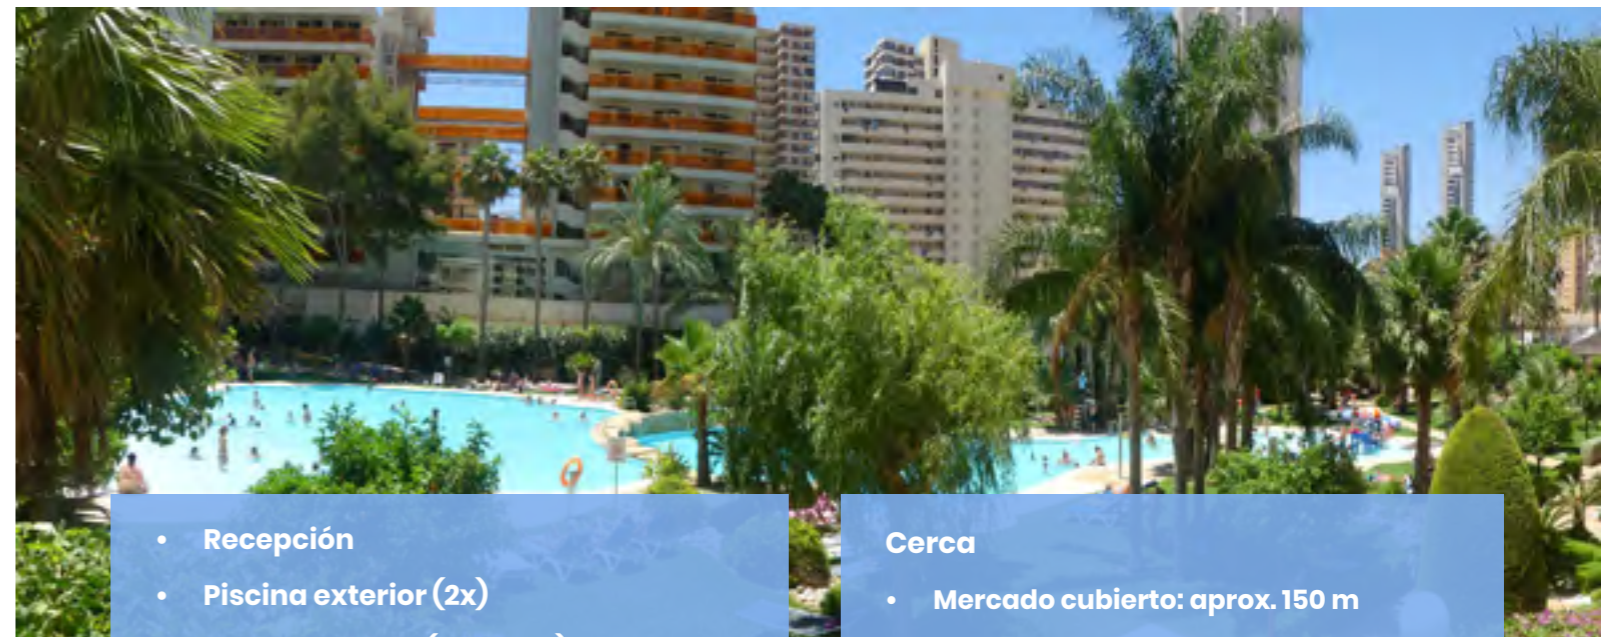 • Recepción
• Piscina exterior (2x)
Cerca
• Mercado cubierto: aprox. 150 m